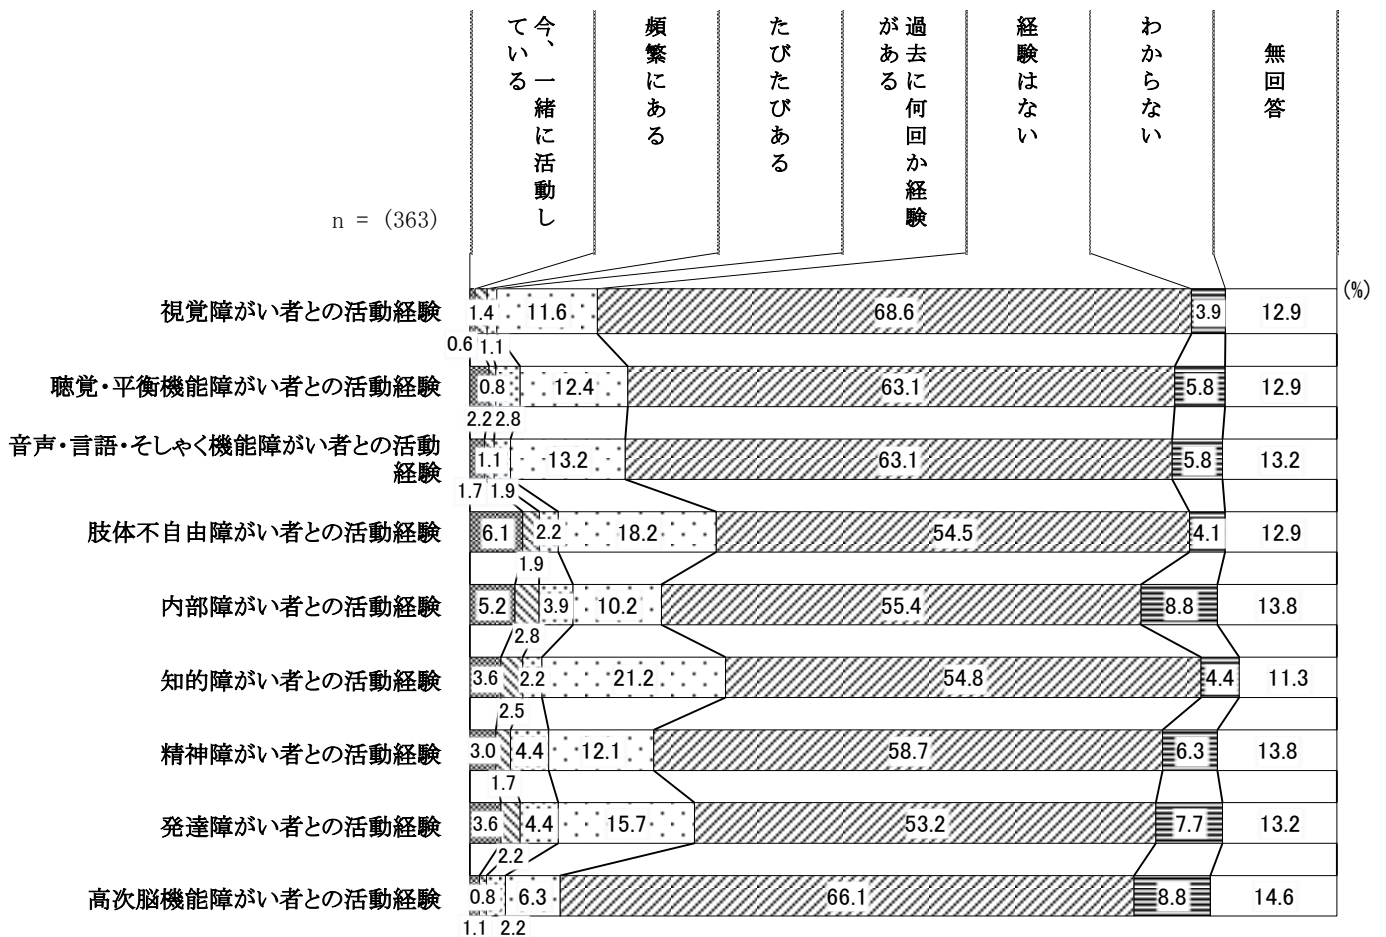 今、一緒に活動し
ている
頻繁にある
たびたびある
過去に何回か経験
がある
経験はない
わからない
無回答
n = (363)
(%)
視覚障がい者との活動経験
1.4 11.6 68.6 3.9 12.9
0.6 1.1
聴覚・平衡機能障がい者との活動経験
0.8 12.4 63.1 5.8 12.9
2.2 2.8
音声・言語・そしゃく機能障がい者との活動
経験
1.1 13.2 63.1 5.8 13.2
1.7 1.9
肢体不自由障がい者との活動経験
6.1 2.2 18.2 54.5 4.1 12.9
1.9
内部障がい者との活動経験
5.2 3.9 10.2 55.4 8.8 13.8
2.8
知的障がい者との活動経験
3.6 2.2 21.2 54.8 4.4 11.3
2.5
精神障がい者との活動経験
3.0 4.4 12.1 58.7 6.3 13.8
1.7
発達障がい者との活動経験
3.6 4.4 15.7 53.2 7.7 13.2
2.2
高次脳機能障がい者との活動経験
0.8 6.3 66.1 8.8 14.6
1.1 2.2